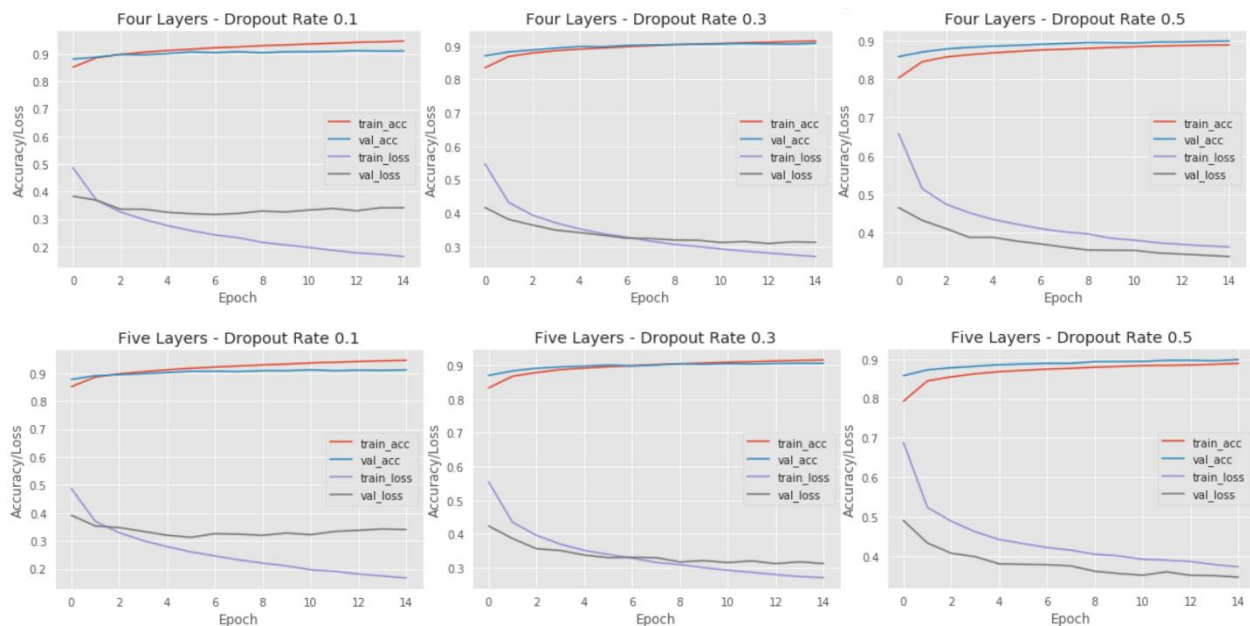 Four Layers - Dropout Rate 0.1
Accuracy/Loss
0.9
0.8
0.7
0.6
0.5
0.4
0.3
0.2
train_acc
val_acc
train_loss
val_loss
0 2 4 6 8 10 12 14
Epoch
Four Layers - Dropout Rate 0.3
Accuracy/Loss
0.9
0.8
0.7
0.6
0.5
0.4
0.3
train_acc
val_acc
train_loss
val_loss
0 2 4 6 8 10 12 14
Epoch
Four Layers - Dropout Rate 0.5
Accuracy/Loss
0.9
0.8
0.7
0.6
0.5
0.4
train_acc
val_acc
train_loss
val_loss
0 2 4 6 8 10 12 14
Epoch
Five Layers - Dropout Rate 0.1
Accuracy/Loss
0.9
0.8
0.7
0.6
0.5
0.4
0.3
0.2
train_acc
val_acc
train_loss
val_loss
0 2 4 6 8 10 12 14
Epoch
Five Layers - Dropout Rate 0.3
Accuracy/Loss
0.9
0.8
0.7
0.6
0.5
0.4
0.3
train_acc
val_acc
train_loss
val_loss
0 2 4 6 8 10 12 14
Epoch
Five Layers - Dropout Rate 0.5
Accuracy/Loss
0.9
0.8
0.7
0.6
0.5
0.4
train_acc
val_acc
train_loss
val_loss
0 2 4 6 8 10 12 14
Epoch